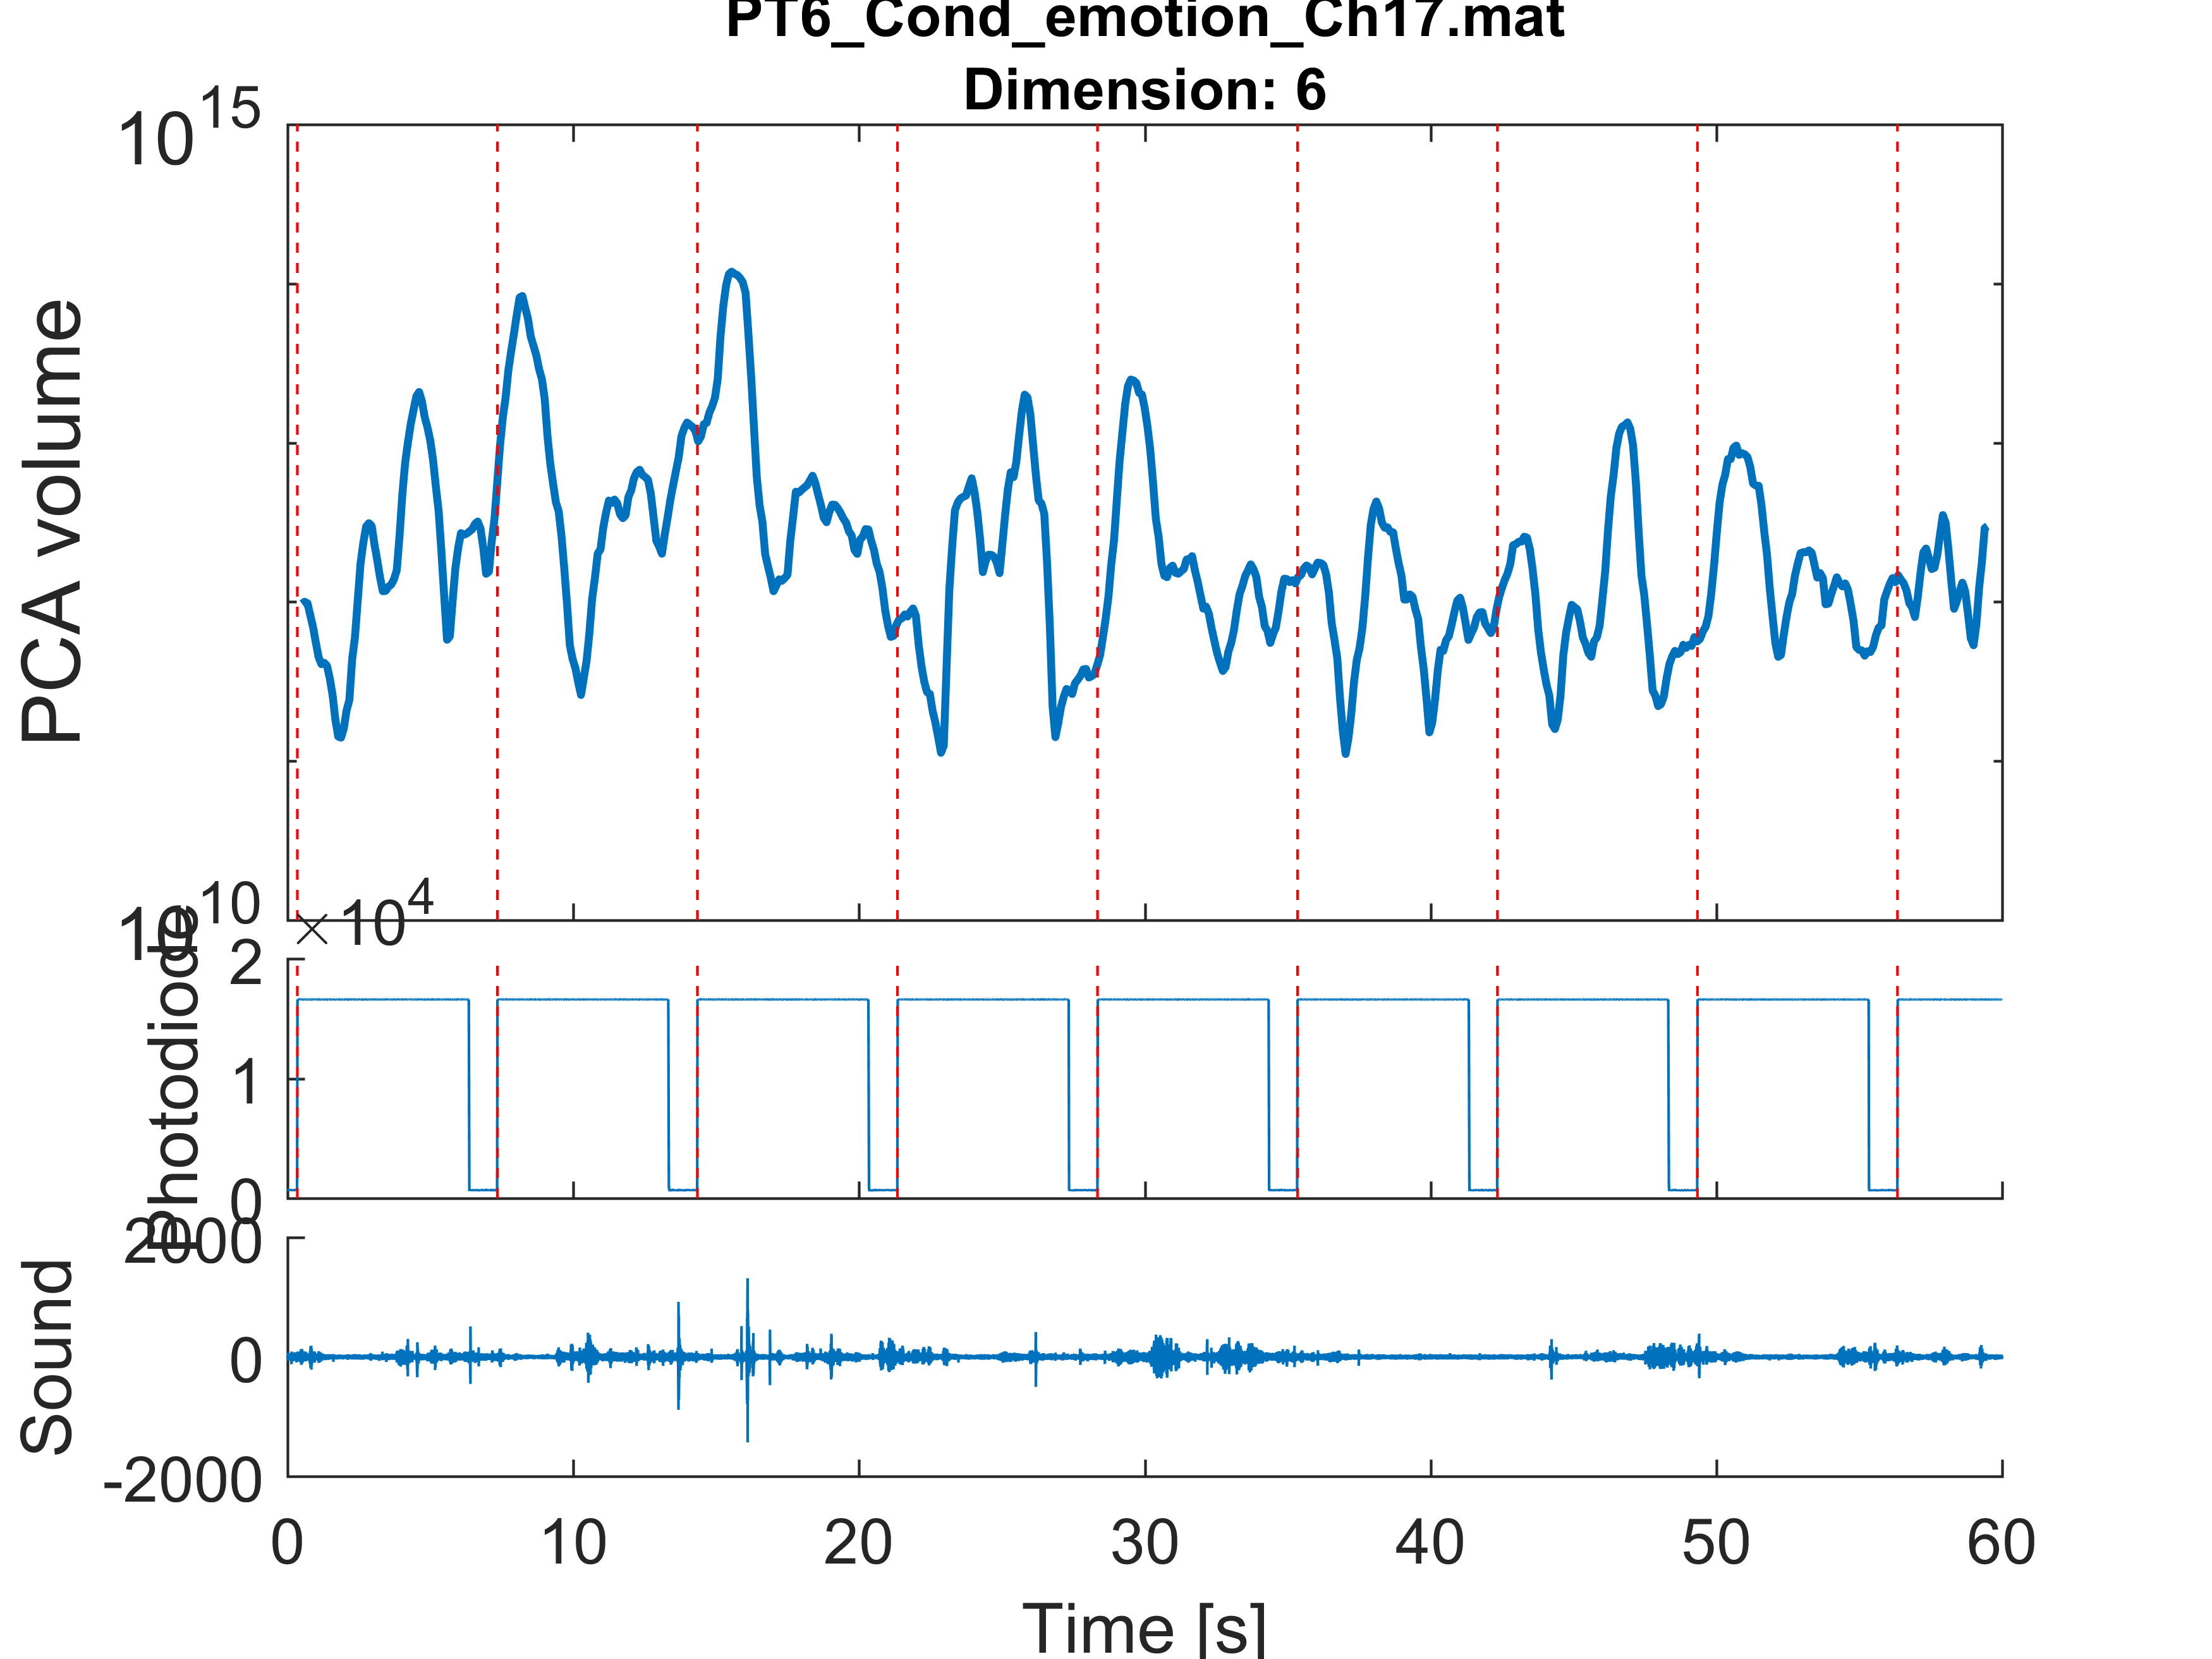 PT6_Cond_emotion_Ch17.mat
Dimension: 6
10^15
PCA volume
10^10
×10^4
2
Photodiode
1
0
2000
Sound
0
-2000
0 10 20 30 40 50 60
Time [s]